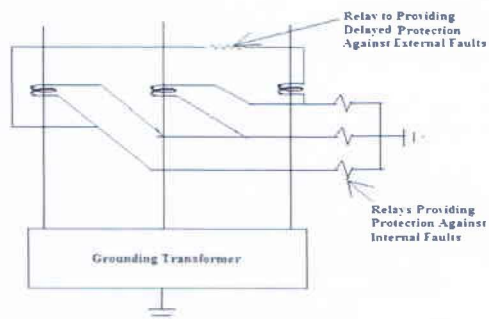 Relay to Providing
Delayed Protection
Against External Faults
Relays Providing
Protection Against
Internal Faults
Grounding Transformer